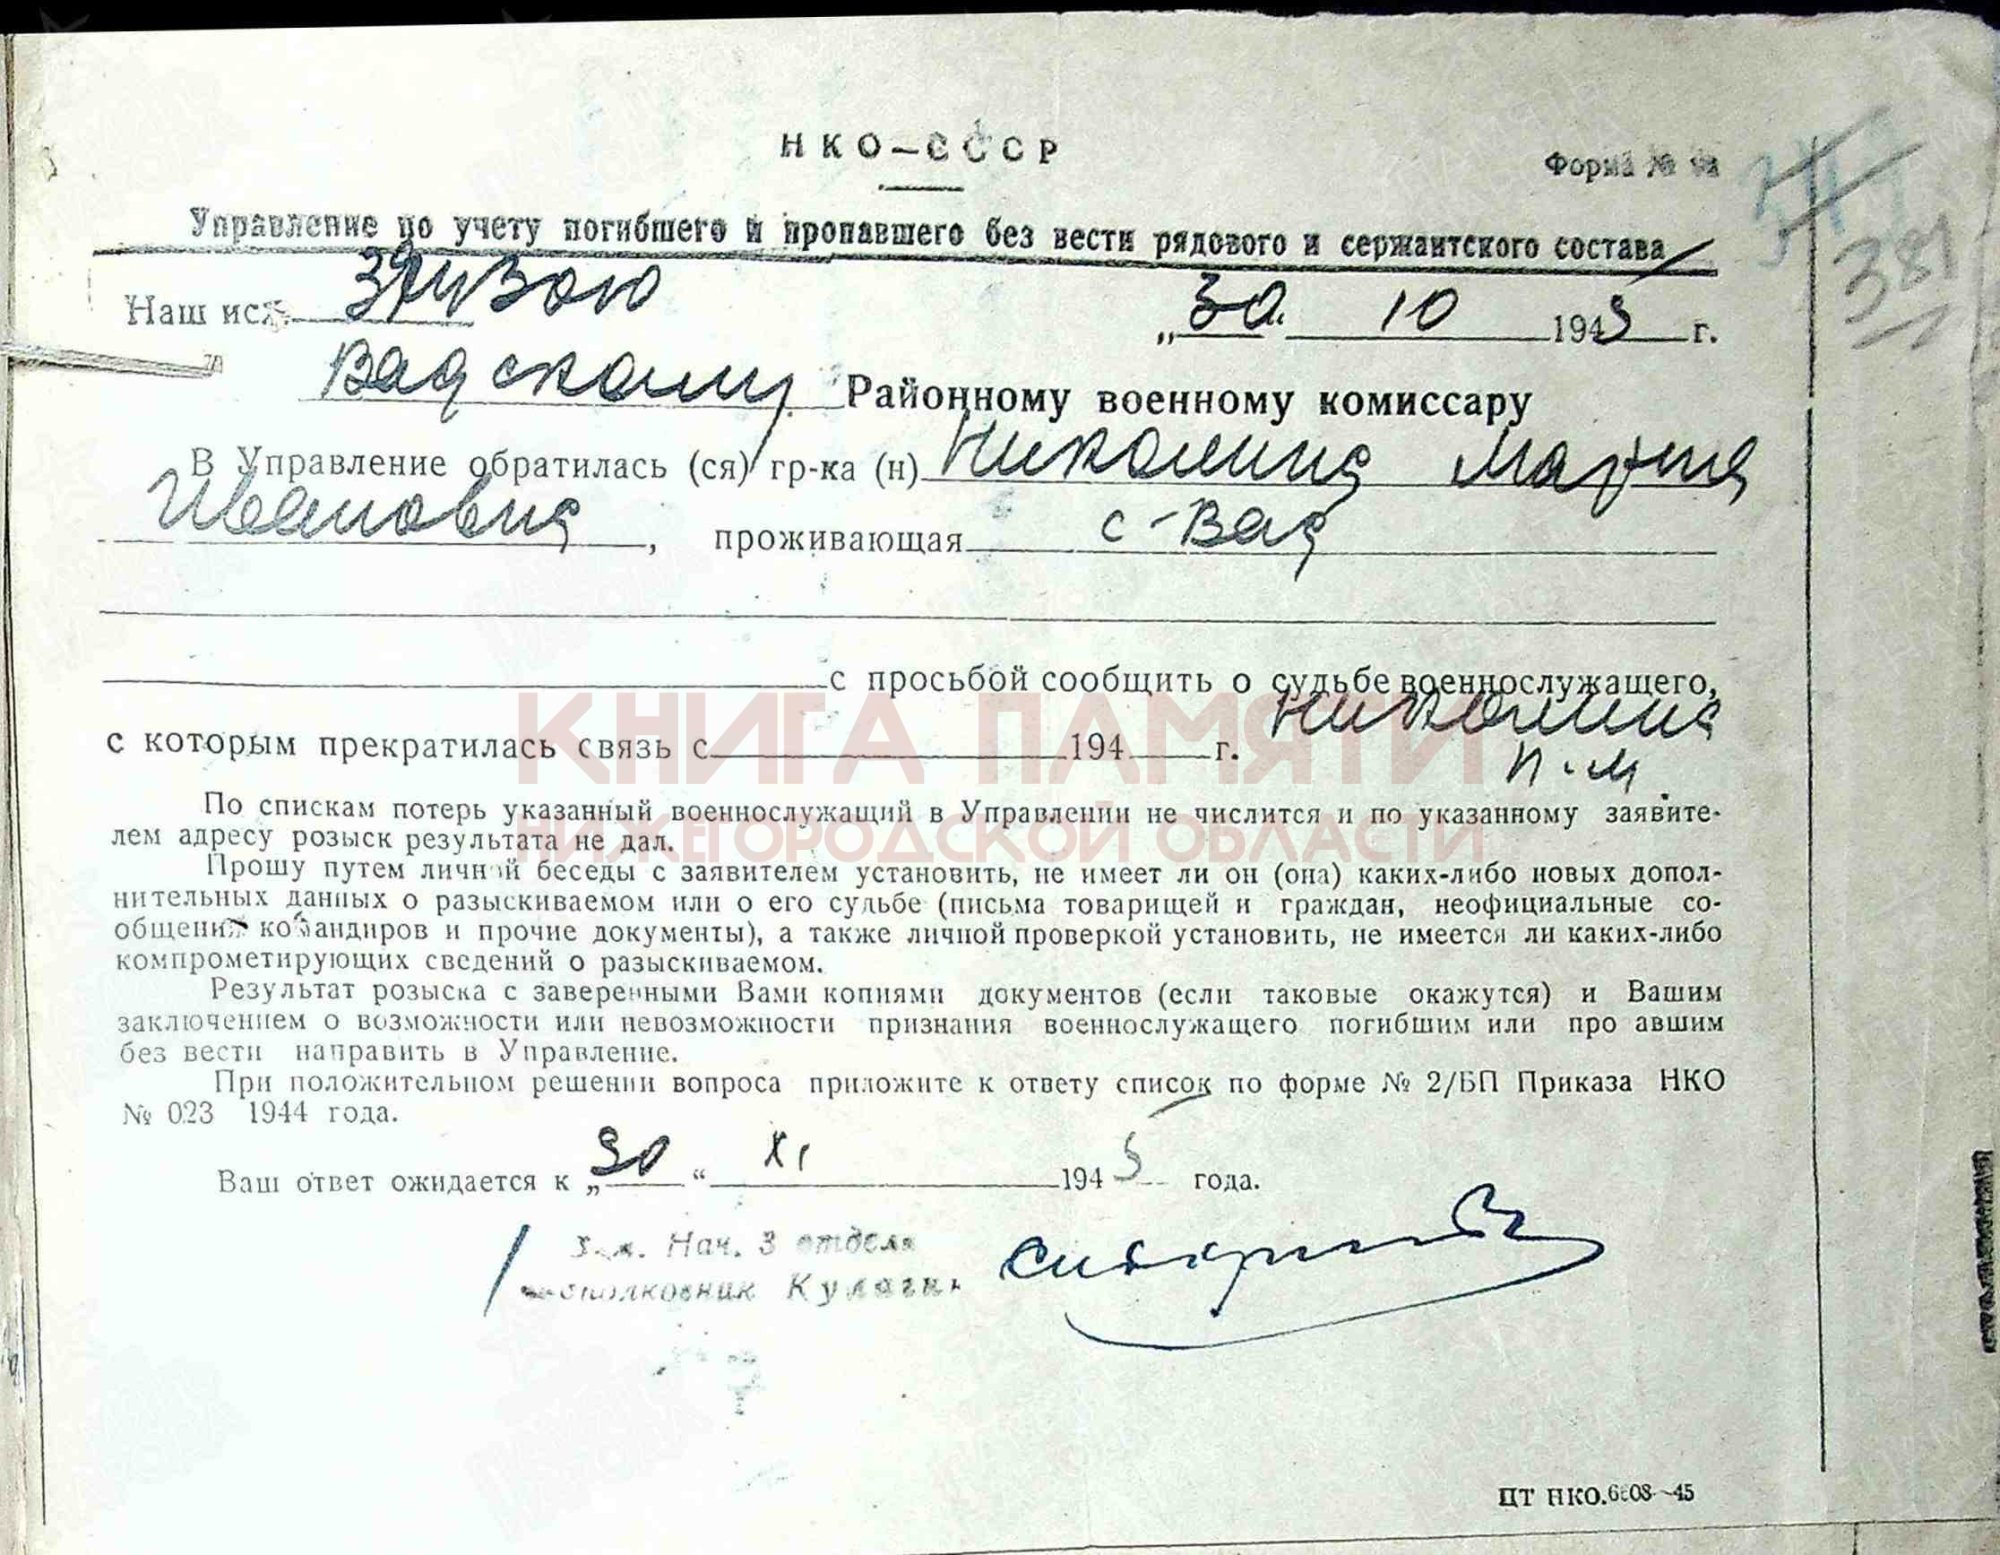 НКО—СССР
Форма №
Управление по учету погибшего и пропавшего без вести рядового и сержантского состава
381
Наш исх.
„30“ 10 1945 г.
Вадскому Районному военному комиссару
В Управление обратилась (ся) гр-ка (н) Николина Мария
Ивановна, проживающая с-Вад
с просьбой сообщить о судьбе военнослужащего,
с которым прекратилась связь с 194 г. Николина
П. М.
КНИГА ПАМЯТИ
НИЖЕГОРОДСКОЙ ОБЛАСТИ
По спискам потерь указанный военнослужащий в Управлении не числится и по указанному заявите-
лем адресу розыск результата не дал.
Прошу путем личной беседы с заявителем установить, не имеет ли он (она) каких-либо новых допол-
нительных данных о разыскиваемом или о его судьбе (письма товарищей и граждан, неофициальные со-
общения командиров и прочие документы), а также личной проверкой установить, не имеется ли каких-либо
компрометирующих сведений о разыскиваемом.
Результат розыска с заверенными Вами копиями документов (если таковые окажутся) и Вашим
заключением о возможности или невозможности признания военнослужащего погибшим или про авшим
без вести направить в Управление.
При положительном решении вопроса приложите к ответу список по форме № 2/БП Приказа НКО
№ 023 1944 года.
Ваш ответ ожидается к „30“ XI 1945 года.
Зам. Нач. 3 отдела
подполковник Кулагин
ЦТ НКО.6608—45